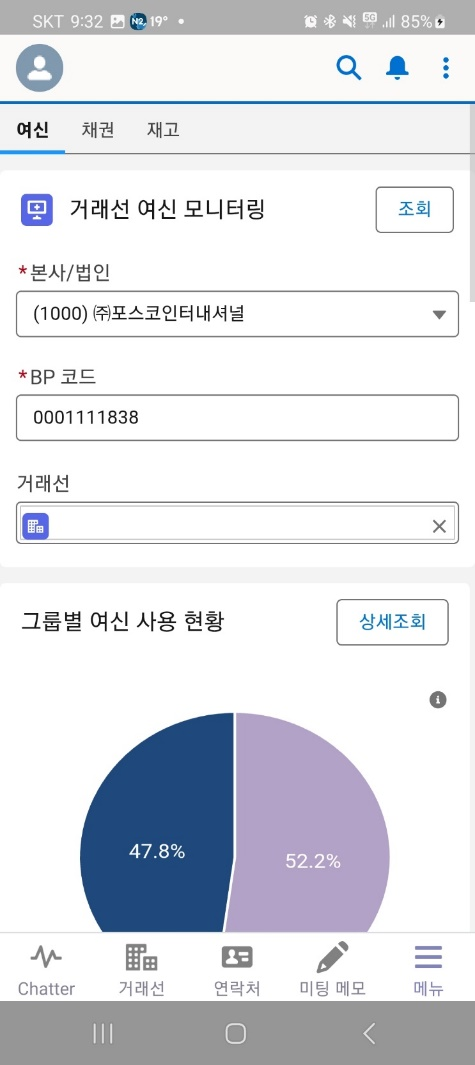 SKT 9:32 N2 19° 5G 85%
여신 채권 재고
거래선 여신 모니터링 조회
*본사/법인
(1000) ㈜포스코인터내셔널
*BP 코드
0001111838
거래선
그룹별 여신 사용 현황 상세조회
47.8% 52.2%
Chatter 거래선 연락처 미팅 메모 메뉴